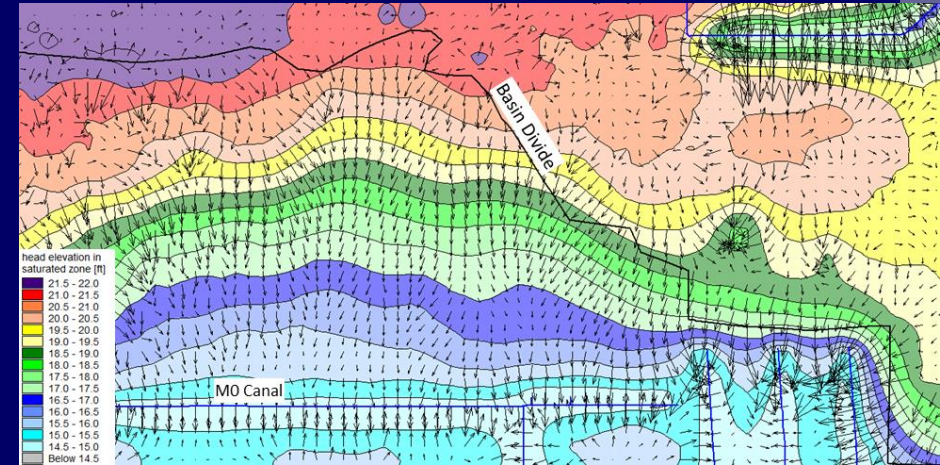 Basin Divide
head elevation in
saturated zone [ft]
21.5 - 22.0
21.0 - 21.5
20.5 - 21.0
20.0 - 20.5
19.5 - 20.0
19.0 - 19.5
18.5 - 19.0
18.0 - 18.5
17.5 - 18.0
17.0 - 17.5
16.5 - 17.0
16.0 - 16.5
15.5 - 16.0
15.0 - 15.5
14.5 - 15.0
Below 14.5
M0 Canal